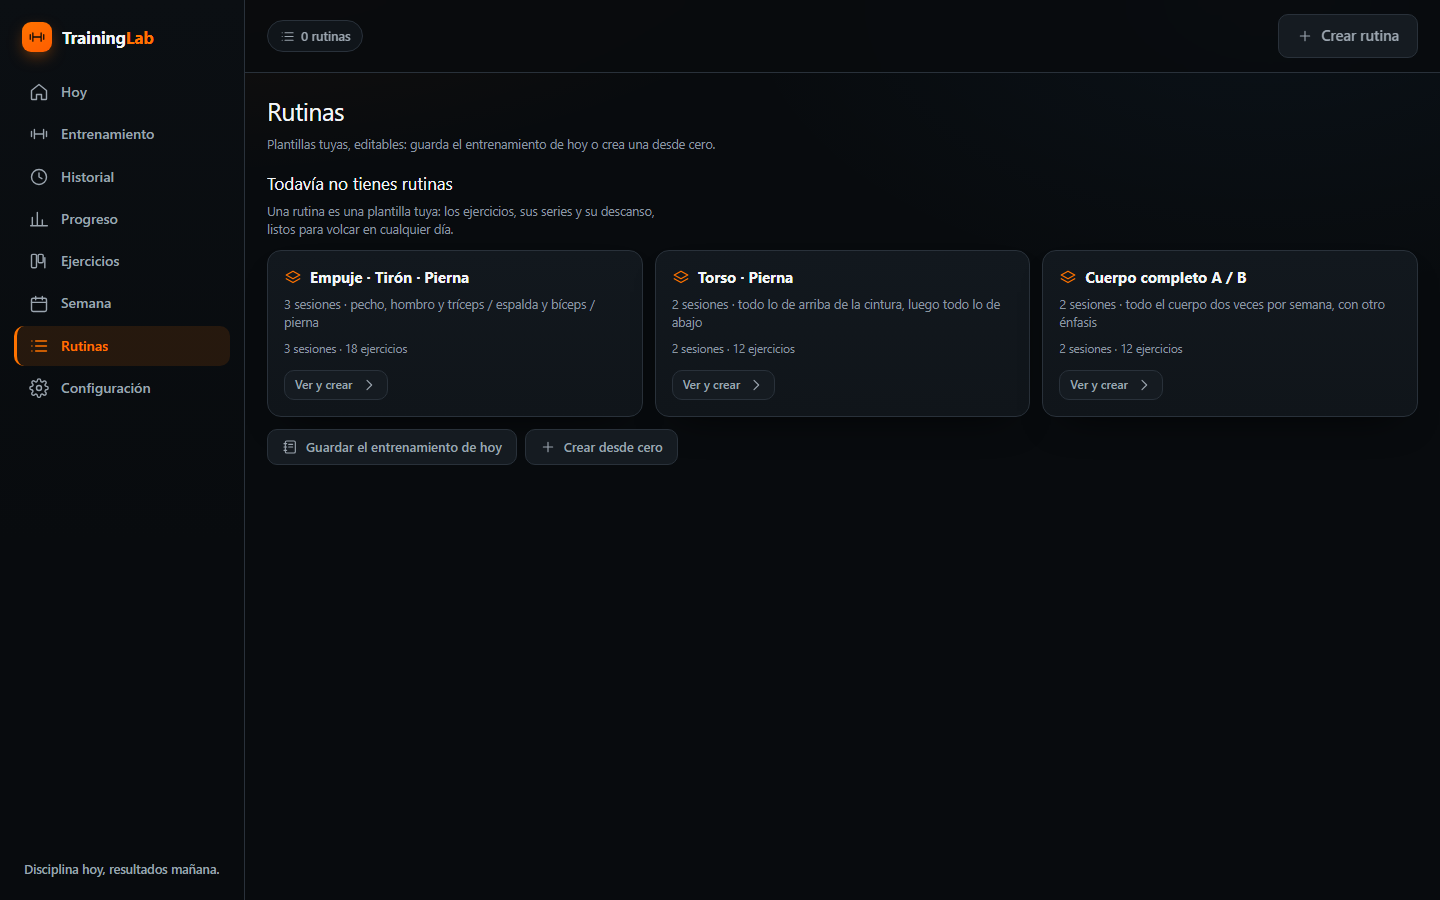 TrainingLab
Hoy
Entrenamiento
Historial
Progreso
Ejercicios
Semana
Rutinas
Configuración
Disciplina hoy, resultados mañana.
0 rutinas
Crear rutina
Rutinas
Plantillas tuyas, editables: guarda el entrenamiento de hoy o crea una desde cero.
Todavía no tienes rutinas
Una rutina es una plantilla tuya: los ejercicios, sus series y su descanso,
listos para volcar en cualquier día.
Empuje · Tirón · Pierna
3 sesiones · pecho, hombro y tríceps / espalda y bíceps /
pierna
3 sesiones · 18 ejercicios
Ver y crear
Torso · Pierna
2 sesiones · todo lo de arriba de la cintura, luego todo lo de
abajo
2 sesiones · 12 ejercicios
Ver y crear
Cuerpo completo A / B
2 sesiones · todo el cuerpo dos veces por semana, con otro
énfasis
2 sesiones · 12 ejercicios
Ver y crear
Guardar el entrenamiento de hoy
Crear desde cero